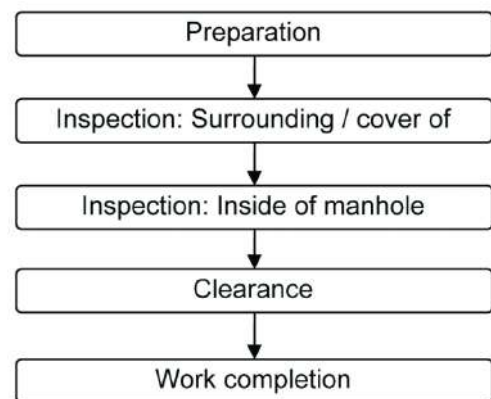 Preparation
Inspection: Surrounding / cover of
Inspection: Inside of manhole
Clearance
Work completion